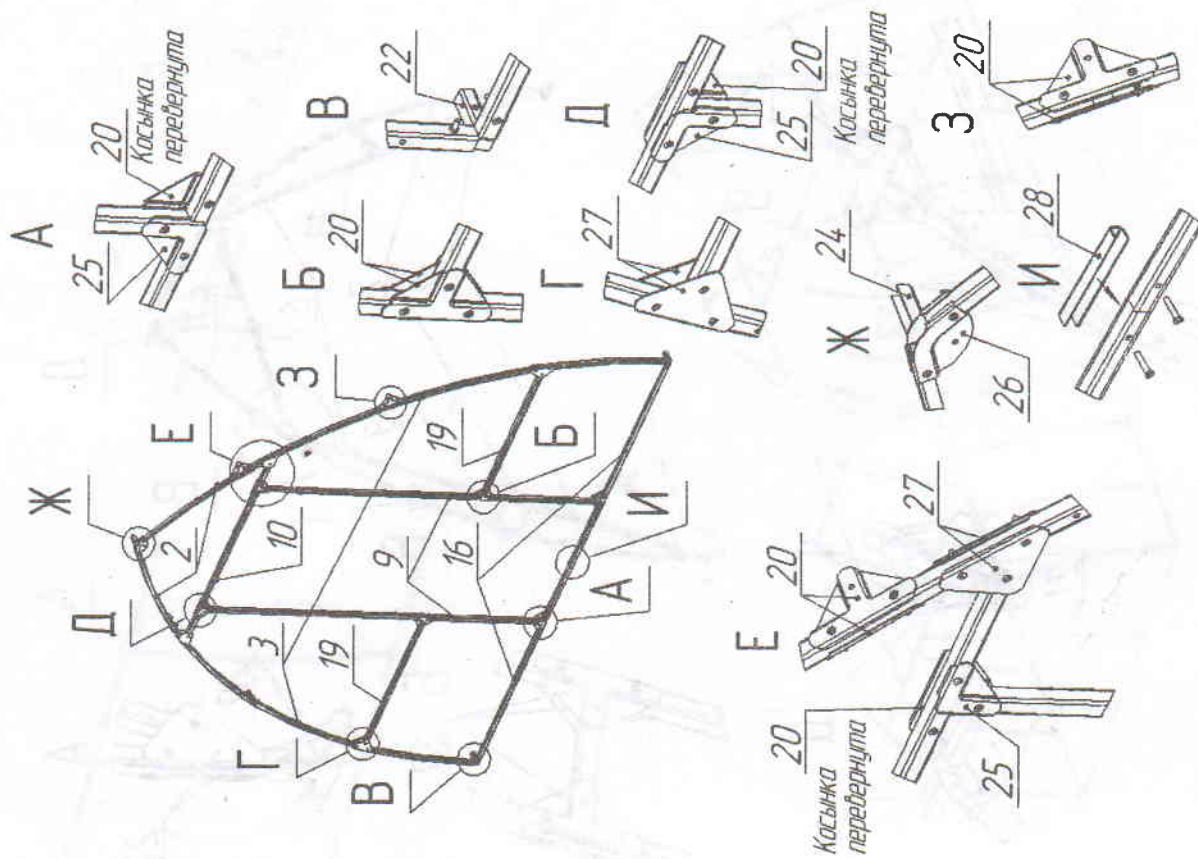 А
25
20
Косынка
перевернута
Б
20
В
22
Г
27
Д
25
20
Косынка
перевернута
Ж
24
26
И
28
З
20
Ж
Е
З
Д
2
10
3
19
9
16
19
Г
В
Б
И
А
Е
20
27
20
Косынка
перевернута
25